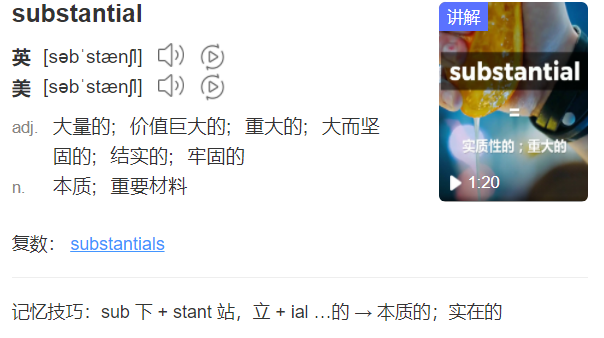 substantial
英 [səbˈstænʃl]
美 [səbˈstænʃl]
adj. 大量的；价值巨大的；重大的；大而坚
固的；结实的；牢固的
n. 本质；重要材料
复数： substantials
记忆技巧：sub 下 + stant 站，立 + ial …的 → 本质的；实在的
讲解
substantial
=
实质性的；重大的
1:20